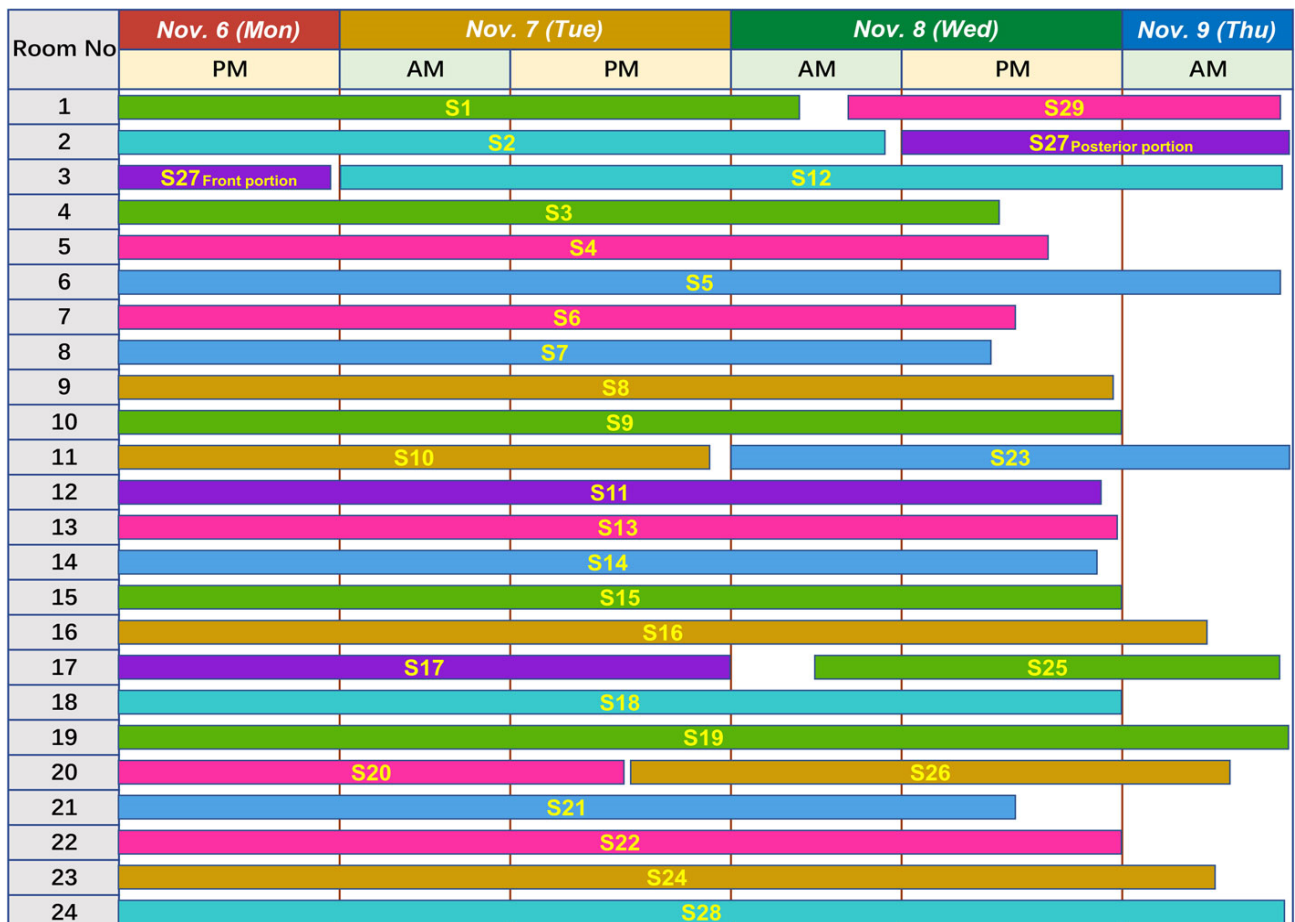 Room No Nov. 6 (Mon) Nov. 7 (Tue) Nov. 8 (Wed) Nov. 9 (Thu)
PM AM PM AM PM AM
1 S1 S29
2 S2 S27 Posterior portion
3 S27 Front portion S12
4 S3
5 S4
6 S5
7 S6
8 S7
9 S8
10 S9
11 S10 S23
12 S11
13 S13
14 S14
15 S15
16 S16
17 S17 S25
18 S18
19 S19
20 S20 S26
21 S21
22 S22
23 S24
24 S28